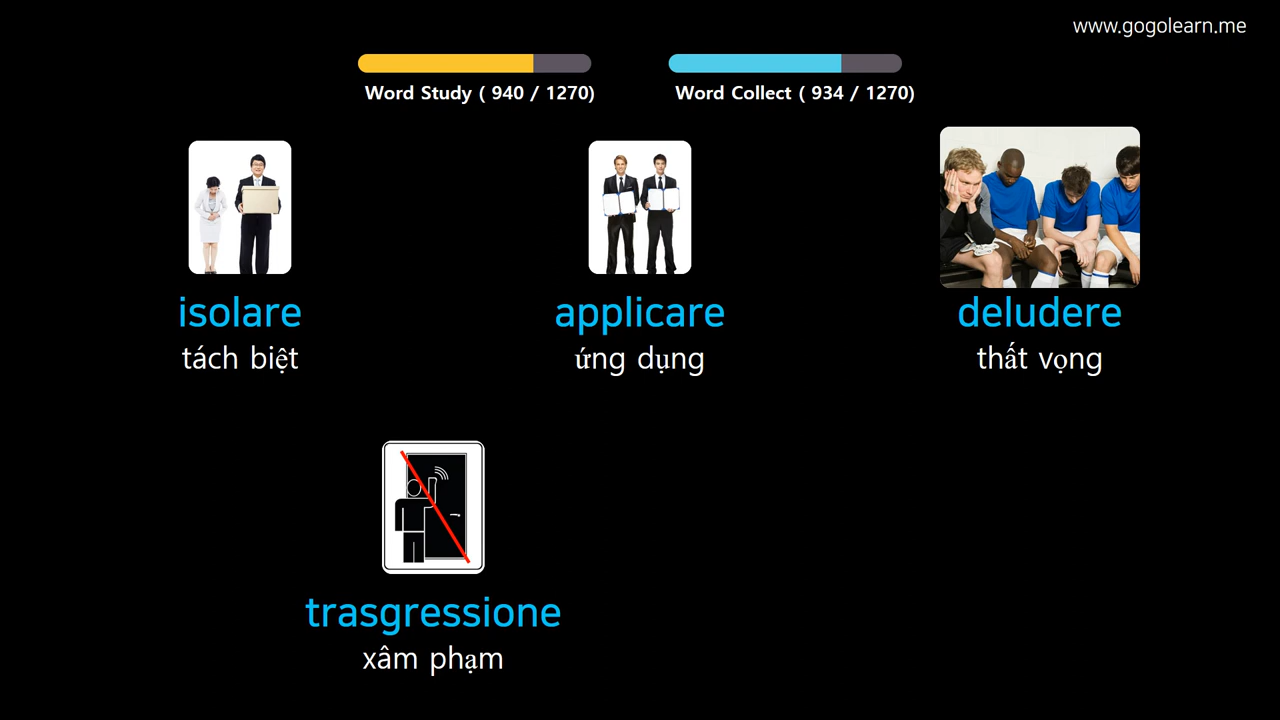 www.gogolearn.me
Word Study ( 940 / 1270)
Word Collect ( 934 / 1270)
isolare
tách biệt
applicare
ứng dụng
deludere
thất vọng
trasgressione
xâm phạm